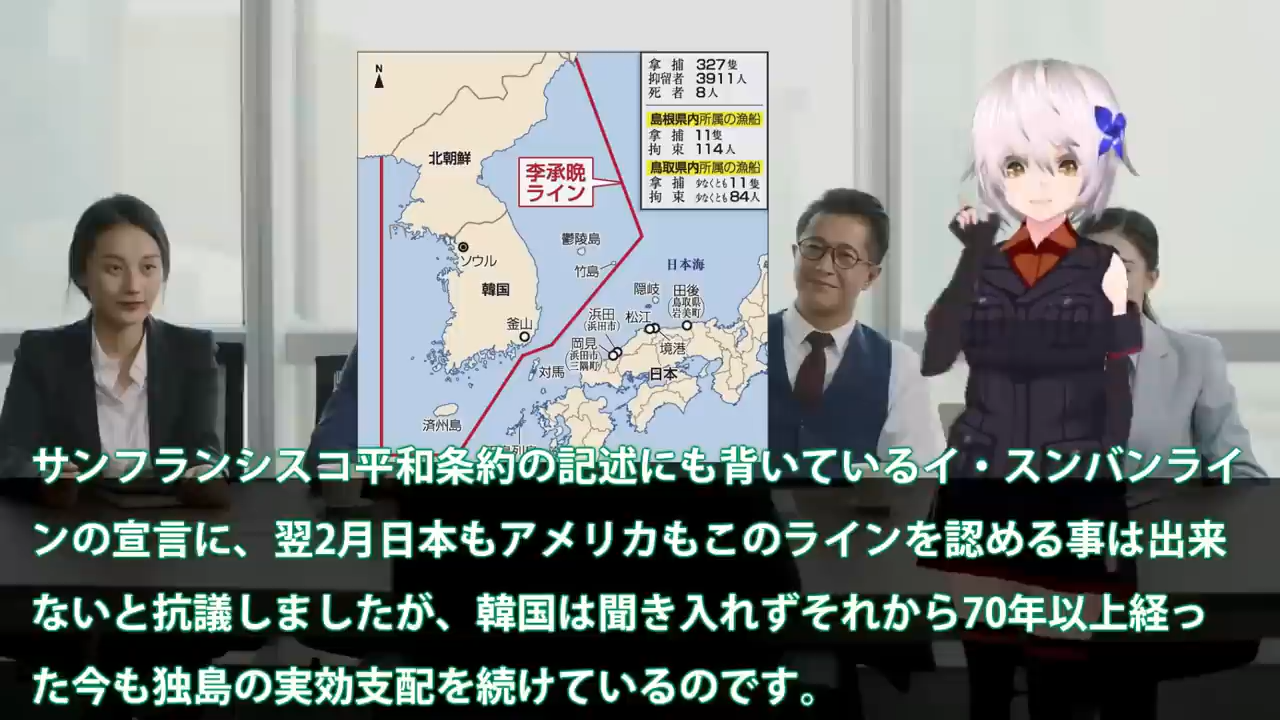 N
拿捕 327隻
抑留者 3911人
死者 8人
島根県内所属の漁船
拿捕 11隻
拘束 114人
鳥取県内所属の漁船
拿捕 少なくとも11隻
拘束 少なくとも84人
北朝鮮
李承晩
ライン
鬱陵島
ソウル
竹島
日本海
韓国
隠岐
田後
(鳥取県
岩美町)
浜田
(浜田市)
松江
釜山
岡見
(浜田市
三隅町)
境港
対馬
日本
済州島
サンフランシスコ平和条約の記述にも背いているイ・スンバンライ
ンの宣言に、翌2月日本もアメリカもこのラインを認める事は出来
ないと抗議しましたが、韓国は聞き入れずそれから70年以上経っ
た今も独島の実効支配を続けているのです。